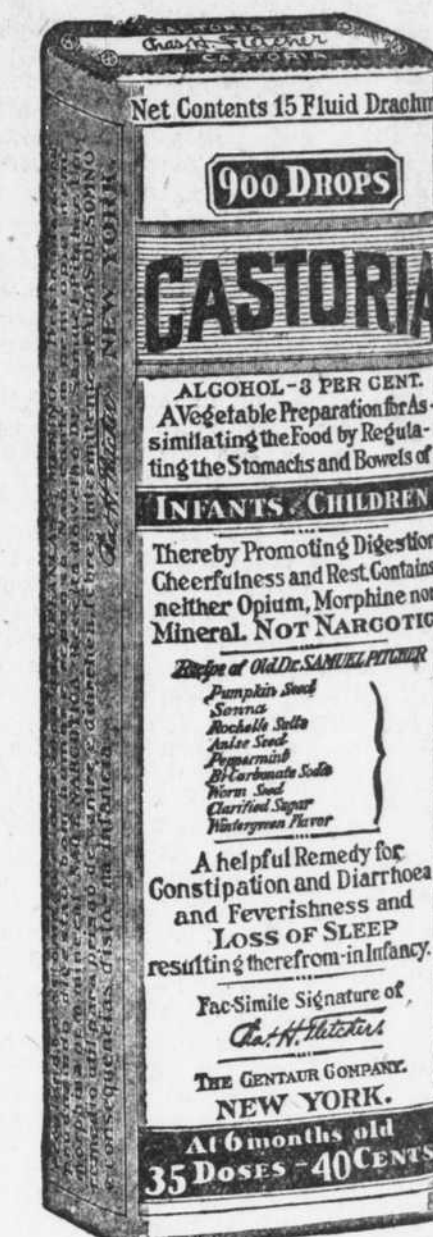 CASTORIA
Chas. H. Fletcher
CASTORIA
Net Contents 15 Fluid Drachm
900 DROPS
CASTORIA
ALCOHOL-3 PER CENT.
A Vegetable Preparation for As-
similating the Food by Regula-
ting the Stomachs and Bowels of
INFANTS CHILDREN
Thereby Promoting Digestion
Cheerfulness and Rest. Contains
neither Opium, Morphine nor
Mineral. NOT NARCOTIC
Recipe of Old Dr. SAMUEL PITCHER
Pumpkin Seed
Senna
Rochelle Salts
Anise Seed
Peppermint
Bi-Carbonate Soda
Worm Seed
Clarified Sugar
Wintergreen Flavor
A helpful Remedy for
Constipation and Diarrhoea
and Feverishness and
LOSS OF SLEEP
resulting therefrom-in Infancy.
Fac-Simile Signature of
Chas. H. Fletcher.
THE CENTAUR COMPANY.
NEW YORK.
At 6 months old
35 DOSES - 40 CENTS
Chas. H. Fletcher NEW YORK.